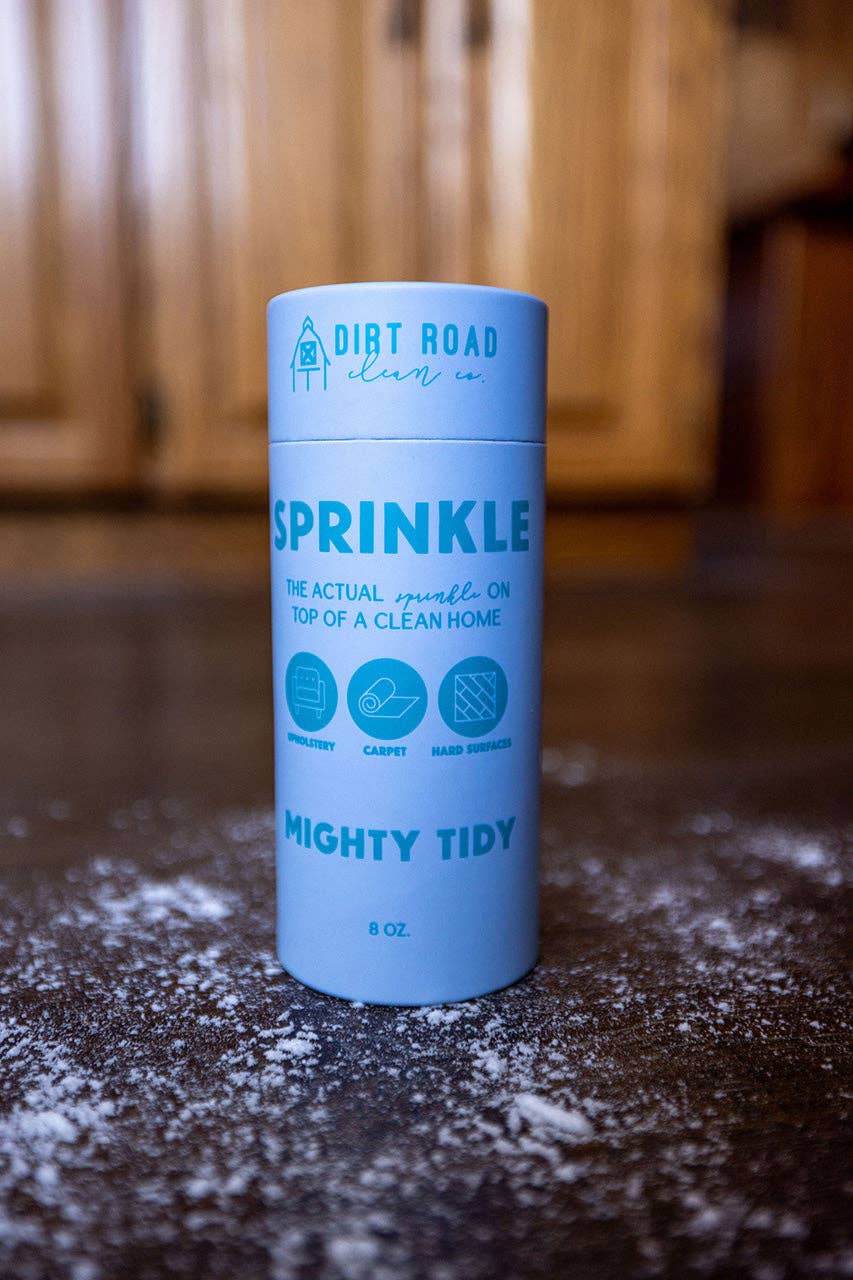 DIRT ROAD
clean co.
SPRINKLE
THE ACTUAL sprinkle ON
TOP OF A CLEAN HOME
UPHOLSTERY CARPET HARD SURFACES
MIGHTY TIDY
8 OZ.